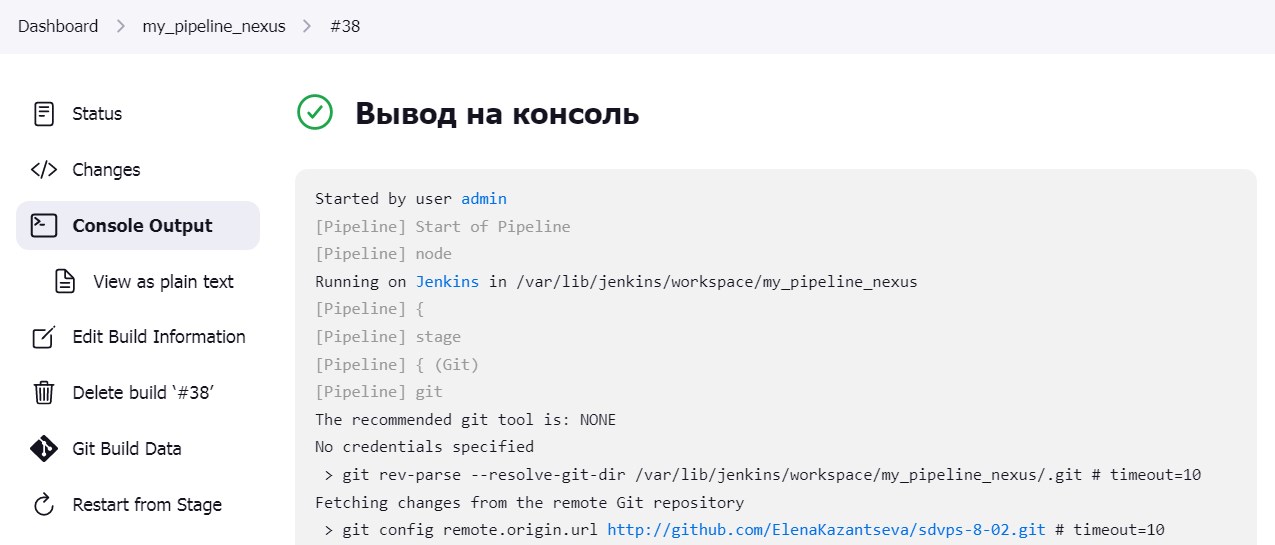 Dashboard > my_pipeline_nexus > #38
Status
Changes
Console Output
View as plain text
Edit Build Information
Delete build ‘#38’
Git Build Data
Restart from Stage
Вывод на консоль
Started by user admin
[Pipeline] Start of Pipeline
[Pipeline] node
Running on Jenkins in /var/lib/jenkins/workspace/my_pipeline_nexus
[Pipeline] {
[Pipeline] stage
[Pipeline] { (Git)
[Pipeline] git
The recommended git tool is: NONE
No credentials specified
 > git rev-parse --resolve-git-dir /var/lib/jenkins/workspace/my_pipeline_nexus/.git # timeout=10
Fetching changes from the remote Git repository
 > git config remote.origin.url http://github.com/ElenaKazantseva/sdvps-8-02.git # timeout=10